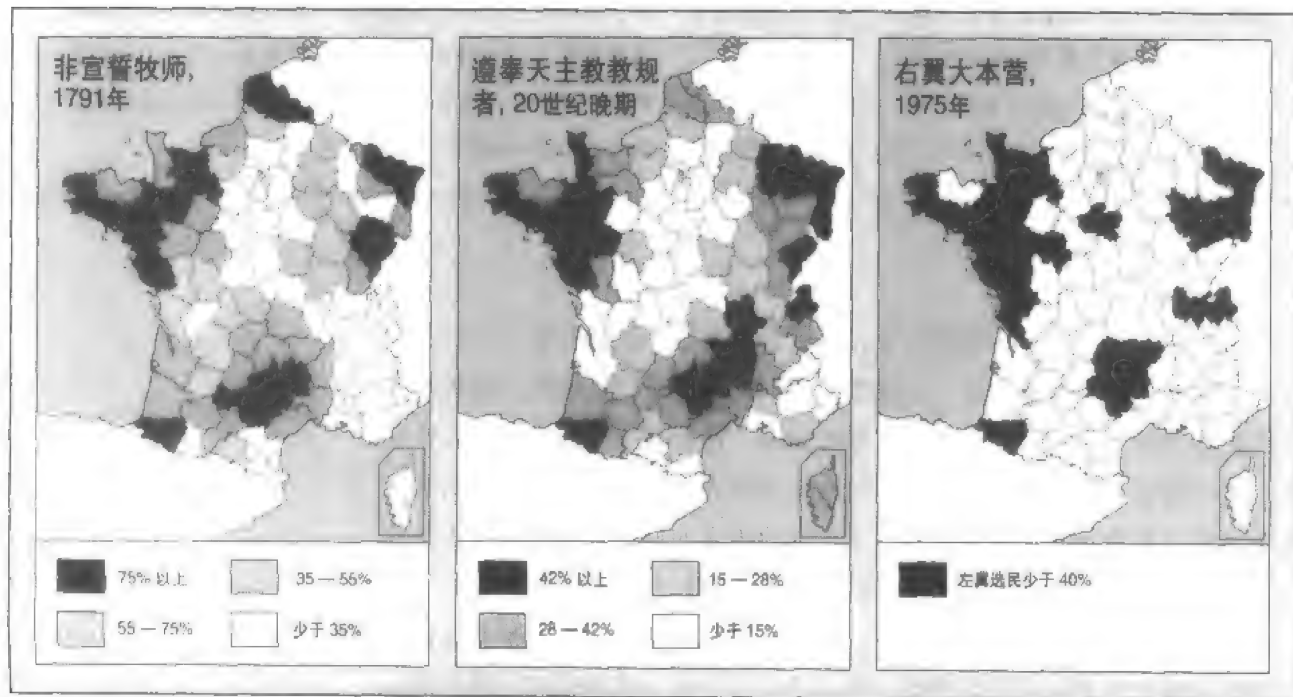 非宣誓牧师,
1791年
75% 以上
35 — 55%
55 — 75%
少于 35%
遵奉天主教教规
者, 20世纪晚期
42% 以上
15 — 28%
28 — 42%
少于 15%
右翼大本营,
1975年
左翼选民少于 40%